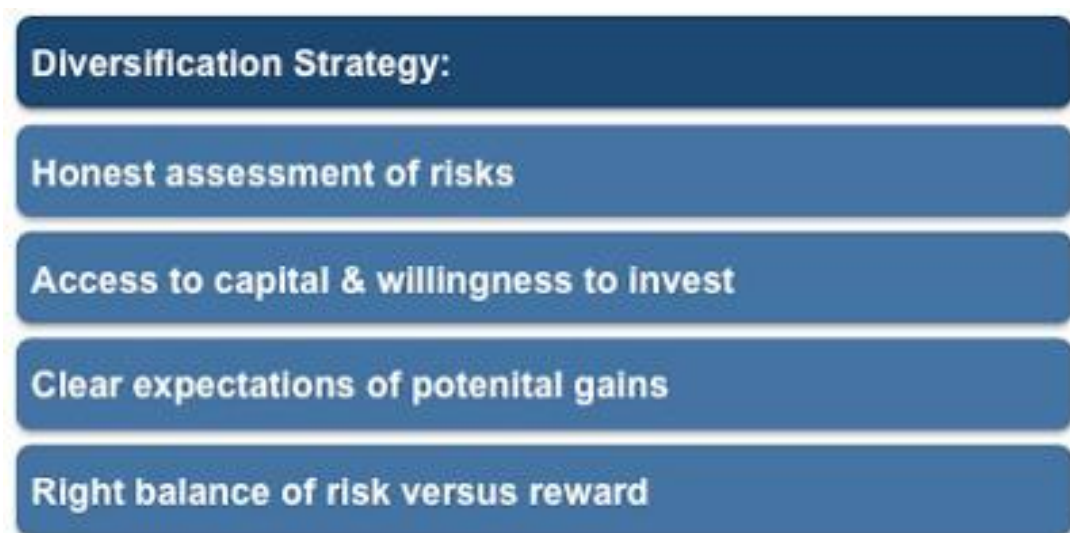 Diversification Strategy:
Honest assessment of risks
Access to capital & willingness to invest
Clear expectations of potenital gains
Right balance of risk versus reward